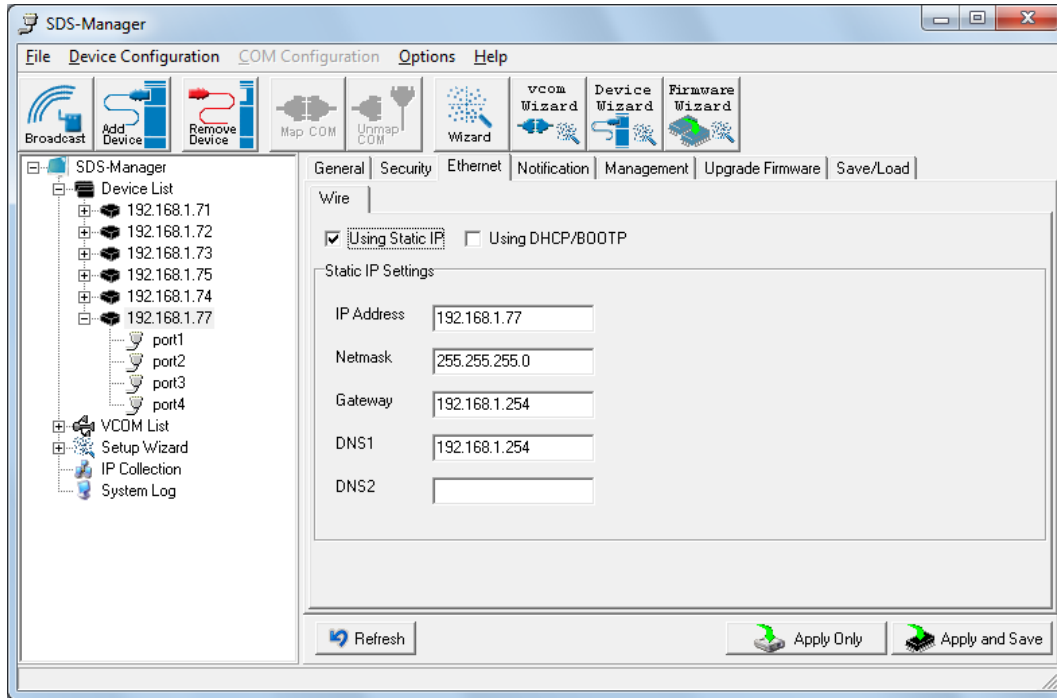 SDS-Manager
File Device Configuration COM Configuration Options Help
Broadcast Add Device Remove Device Map COM Unmap COM Wizard vcom Wizard Device Wizard Firmware Wizard
SDS-Manager
Device List
192.168.1.71
192.168.1.72
192.168.1.73
192.168.1.75
192.168.1.74
192.168.1.77
port1
port2
port3
port4
VCOM List
Setup Wizard
IP Collection
System Log
General Security Ethernet Notification Management Upgrade Firmware Save/Load
Wire
Using Static IP Using DHCP/BOOTP
Static IP Settings
IP Address 192.168.1.77
Netmask 255.255.255.0
Gateway 192.168.1.254
DNS1 192.168.1.254
DNS2
Refresh Apply Only Apply and Save